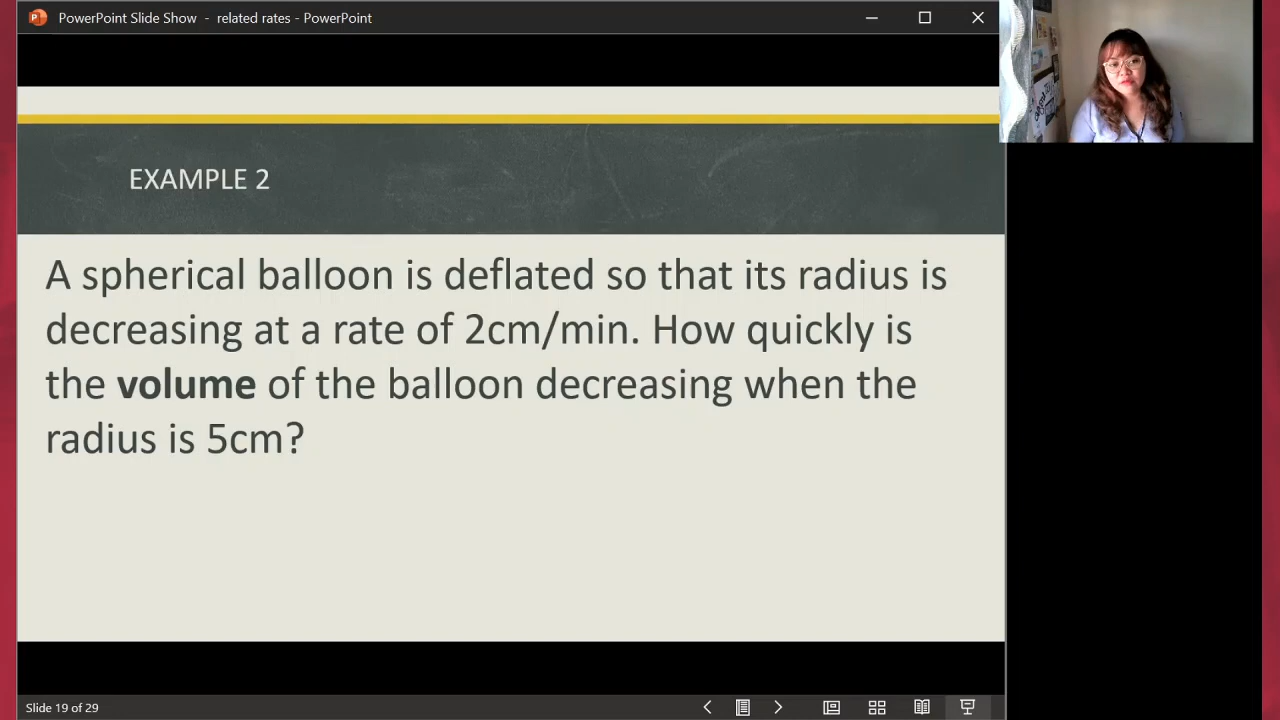 PowerPoint Slide Show - related rates - PowerPoint
EXAMPLE 2
A spherical balloon is deflated so that its radius is
decreasing at a rate of 2cm/min. How quickly is
the volume of the balloon decreasing when the
radius is 5cm?
Slide 19 of 29